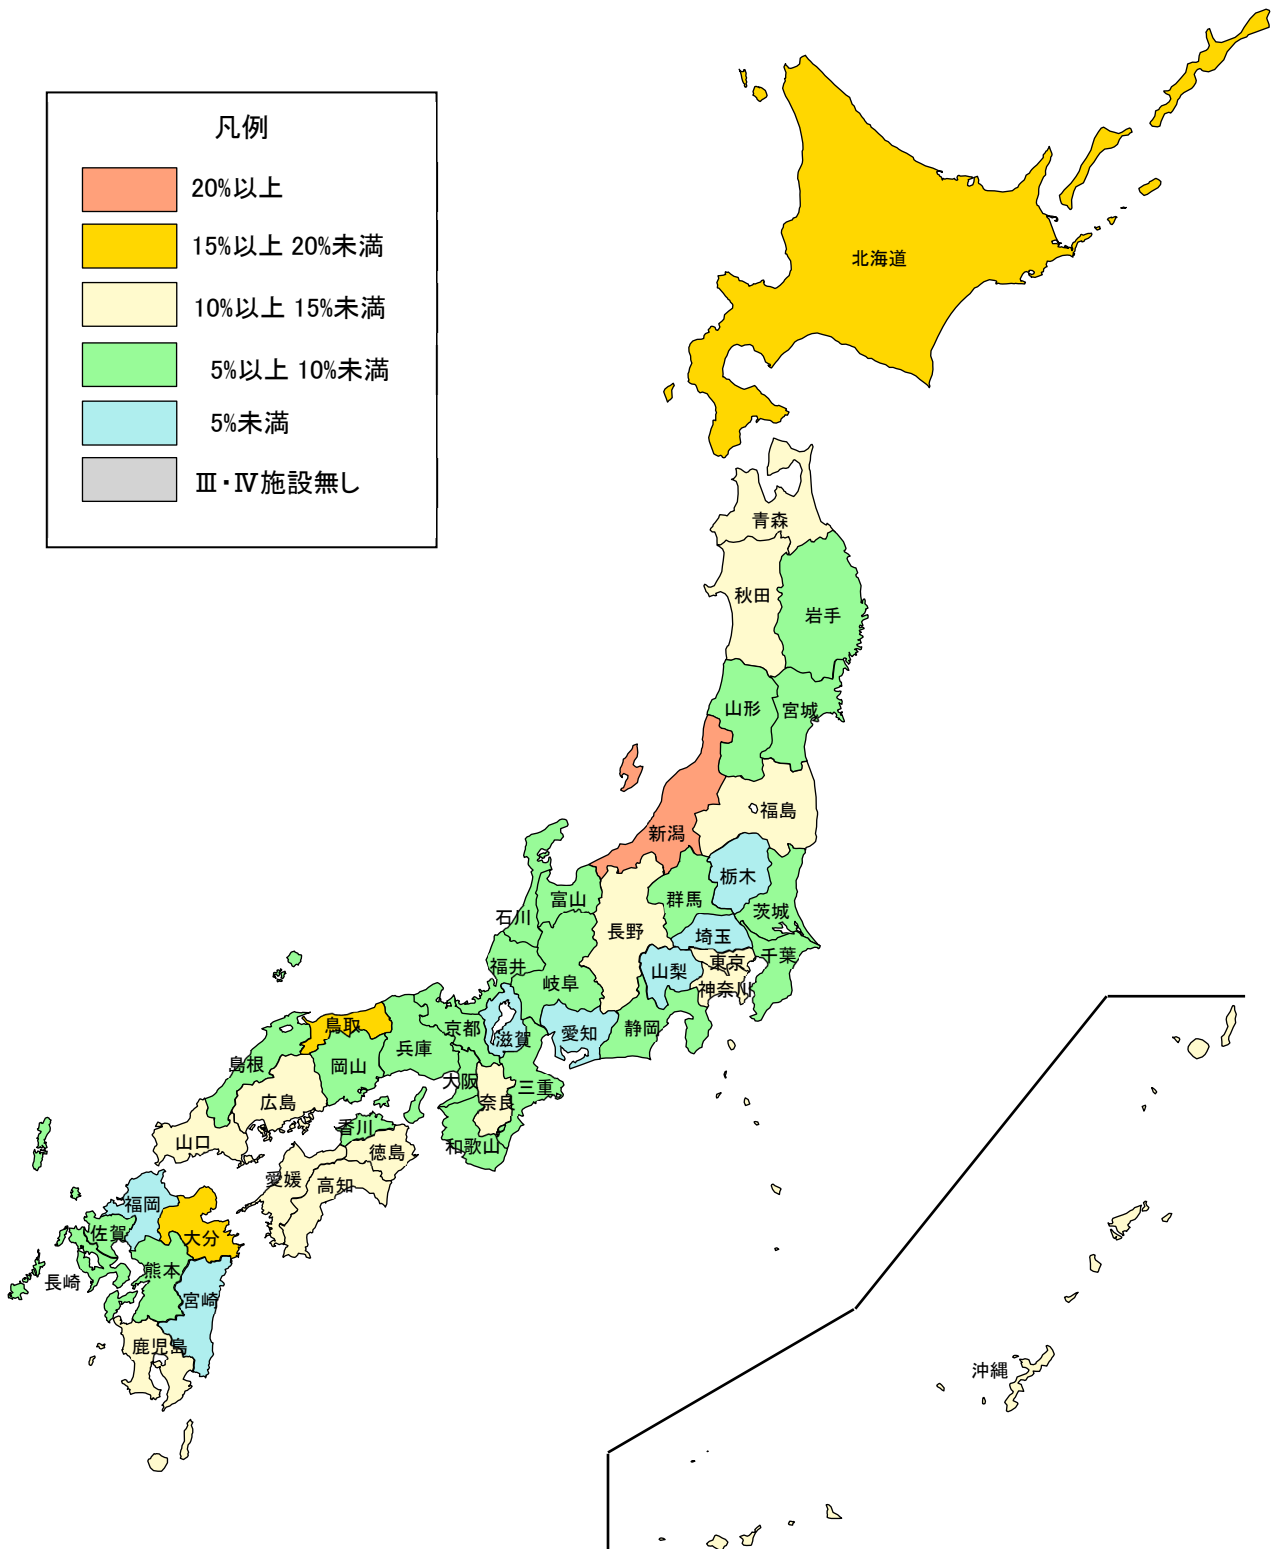 凡例
20%以上
15%以上 20%未満
10%以上 15%未満
5%以上 10%未満
5%未満
Ⅲ・Ⅳ施設無し
北海道
青森
秋田
岩手
山形
宮城
新潟
福島
栃木
群馬
富山
茨城
石川
長野
埼玉
千葉
東京
福井
山梨
岐阜
神奈川
鳥取
京都
愛知
静岡
滋賀
兵庫
島根
岡山
大阪
三重
広島
奈良
香川
山口
和歌山
徳島
愛媛
高知
福岡
佐賀
大分
熊本
長崎
宮崎
鹿児島
沖縄